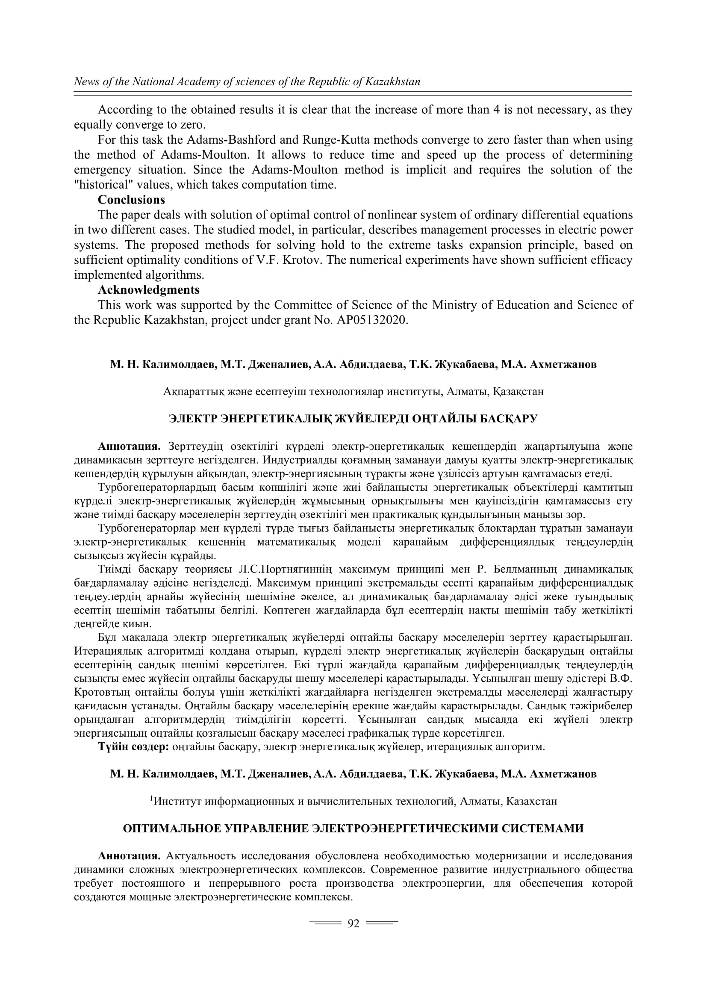 News of the National Academy of sciences of the Republic of Kazakhstan
According to the obtained results it is clear that the increase of more than 4 is not necessary, as they
equally converge to zero.
For this task the Adams-Bashford and Runge-Kutta methods converge to zero faster than when using
the method of Adams-Moulton. It allows to reduce time and speed up the process of determining
emergency situation. Since the Adams-Moulton method is implicit and requires the solution of the
"historical" values, which takes computation time.
Conclusions
The paper deals with solution of optimal control of nonlinear system of ordinary differential equations
in two different cases. The studied model, in particular, describes management processes in electric power
systems. The proposed methods for solving hold to the extreme tasks expansion principle, based on
sufficient optimality conditions of V.F. Krotov. The numerical experiments have shown sufficient efficacy
implemented algorithms.
Acknowledgments
This work was supported by the Committee of Science of the Ministry of Education and Science of
the Republic Kazakhstan, project under grant No. AP05132020.
М. Н. Калимолдаев, М.Т. Дженалиев, А.А. Абдилдаева, Т.К. Жукабаева, М.А. Ахметжанов
Ақпараттық және есептеуіш технологиялар институты, Алматы, Қазақстан
ЭЛЕКТР ЭНЕРГЕТИКАЛЫҚ ЖҮЙЕЛЕРДІ ОҢТАЙЛЫ БАСҚАРУ
Аннотация. Зерттеудің өзектілігі күрделі электр-энергетикалық кешендердің жаңартылуына және
динамикасын зерттеуге негізделген. Индустриалды қоғамның заманауи дамуы қуатты электр-энергетикалық
кешендердің құрылуын айқындап, электр-энергиясының тұрақты және үзіліссіз артуын қамтамасыз етеді.
Турбогенераторлардың басым көпшілігі және жиі байланысты энергетикалық объектілерді қамтитын
күрделі электр-энергетикалық жүйелердің жұмысының орнықтылығы мен қауіпсіздігін қамтамассыз ету
және тиімді басқару мәселелерін зерттеудің өзектілігі мен практикалық құндылығының маңызы зор.
Турбогенераторлар мен күрделі түрде тығыз байланысты энергетикалық блоктардан тұратын заманауи
электр-энергетикалық кешеннің математикалық моделі қарапайым дифференциялдық теңдеулердің
сызықсыз жүйесін құрайды.
Тиімді басқару теориясы Л.С.Портнягиннің максимум принципі мен Р. Беллманның динамикалық
бағдарламалау әдісіне негізделеді. Максимум принципі экстремальды есепті қарапайым дифференциалдық
теңдеулердің арнайы жүйесінің шешіміне әкелсе, ал динамикалық бағдарламалау әдісі жеке туындылық
есептің шешімін табатыны белгілі. Көптеген жағдайларда бұл есептердің нақты шешімін табу жеткілікті
деңгейде қиын.
Бұл мақалада электр энергетикалық жүйелерді оңтайлы басқару мәселелерін зерттеу қарастырылған.
Итерациялық алгоритмді қолдана отырып, күрделі электр энергетикалық жүйелерін басқарудың оңтайлы
есептерінің сандық шешімі көрсетілген. Екі түрлі жағдайда қарапайым дифференциалдық теңдеулердің
сызықты емес жүйесін оңтайлы басқаруды шешу мәселелері қарастырылады. Ұсынылған шешу әдістері В.Ф.
Кротовтың оңтайлы болуы үшін жеткілікті жағдайларға негізделген экстремалды мәселелерді жалғастыру
қағидасын ұстанады. Оңтайлы басқару мәселелерінің ерекше жағдайы қарастырылады. Сандық тәжірибелер
орындалған алгоритмдердің тиімділігін көрсетті. Ұсынылған сандық мысалда екі жүйелі электр
энергиясының оңтайлы қозғалысын басқару мәселесі графикалық түрде көрсетілген.
Түйін сөздер: оңтайлы басқару, электр энергетикалық жүйелер, итерациялық алгоритм.
М. Н. Калимолдаев, М.Т. Дженалиев, А.А. Абдилдаева, Т.К. Жукабаева, М.А. Ахметжанов
¹Институт информационных и вычислительных технологий, Алматы, Казахстан
ОПТИМАЛЬНОЕ УПРАВЛЕНИЕ ЭЛЕКТРОЭНЕРГЕТИЧЕСКИМИ СИСТЕМАМИ
Аннотация. Актуальность исследования обусловлена необходимостью модернизации и исследования
динамики сложных электроэнергетических комплексов. Современное развитие индустриального общества
требует постоянного и непрерывного роста производства электроэнергии, для обеспечения которой
создаются мощные электроэнергетические комплексы.
92